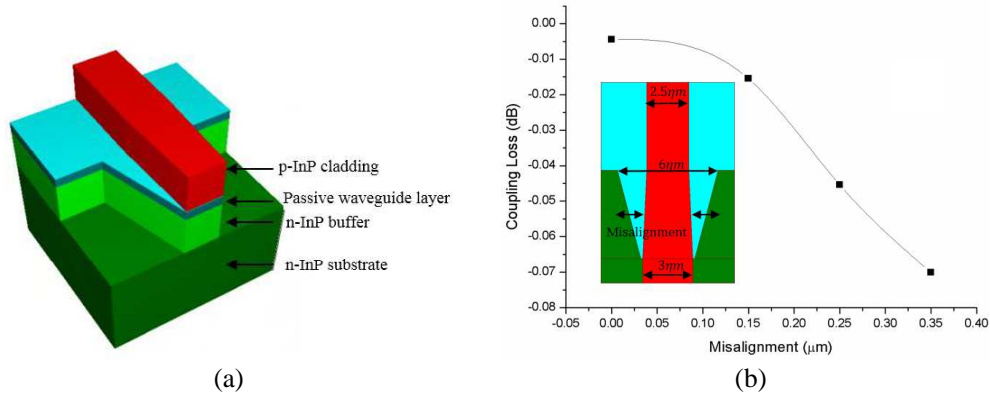 p-InP cladding
Passive waveguide layer
n-InP buffer
n-InP substrate
(a)
0.00
-0.01
-0.02
-0.03
-0.04
-0.05
-0.06
-0.07
-0.08
Coupling Loss (dB)
2.5ηm
6ηm
Misalignment
3ηm
-0.05 0.00 0.05 0.10 0.15 0.20 0.25 0.30 0.35 0.40
Misalignment (μm)
(b)